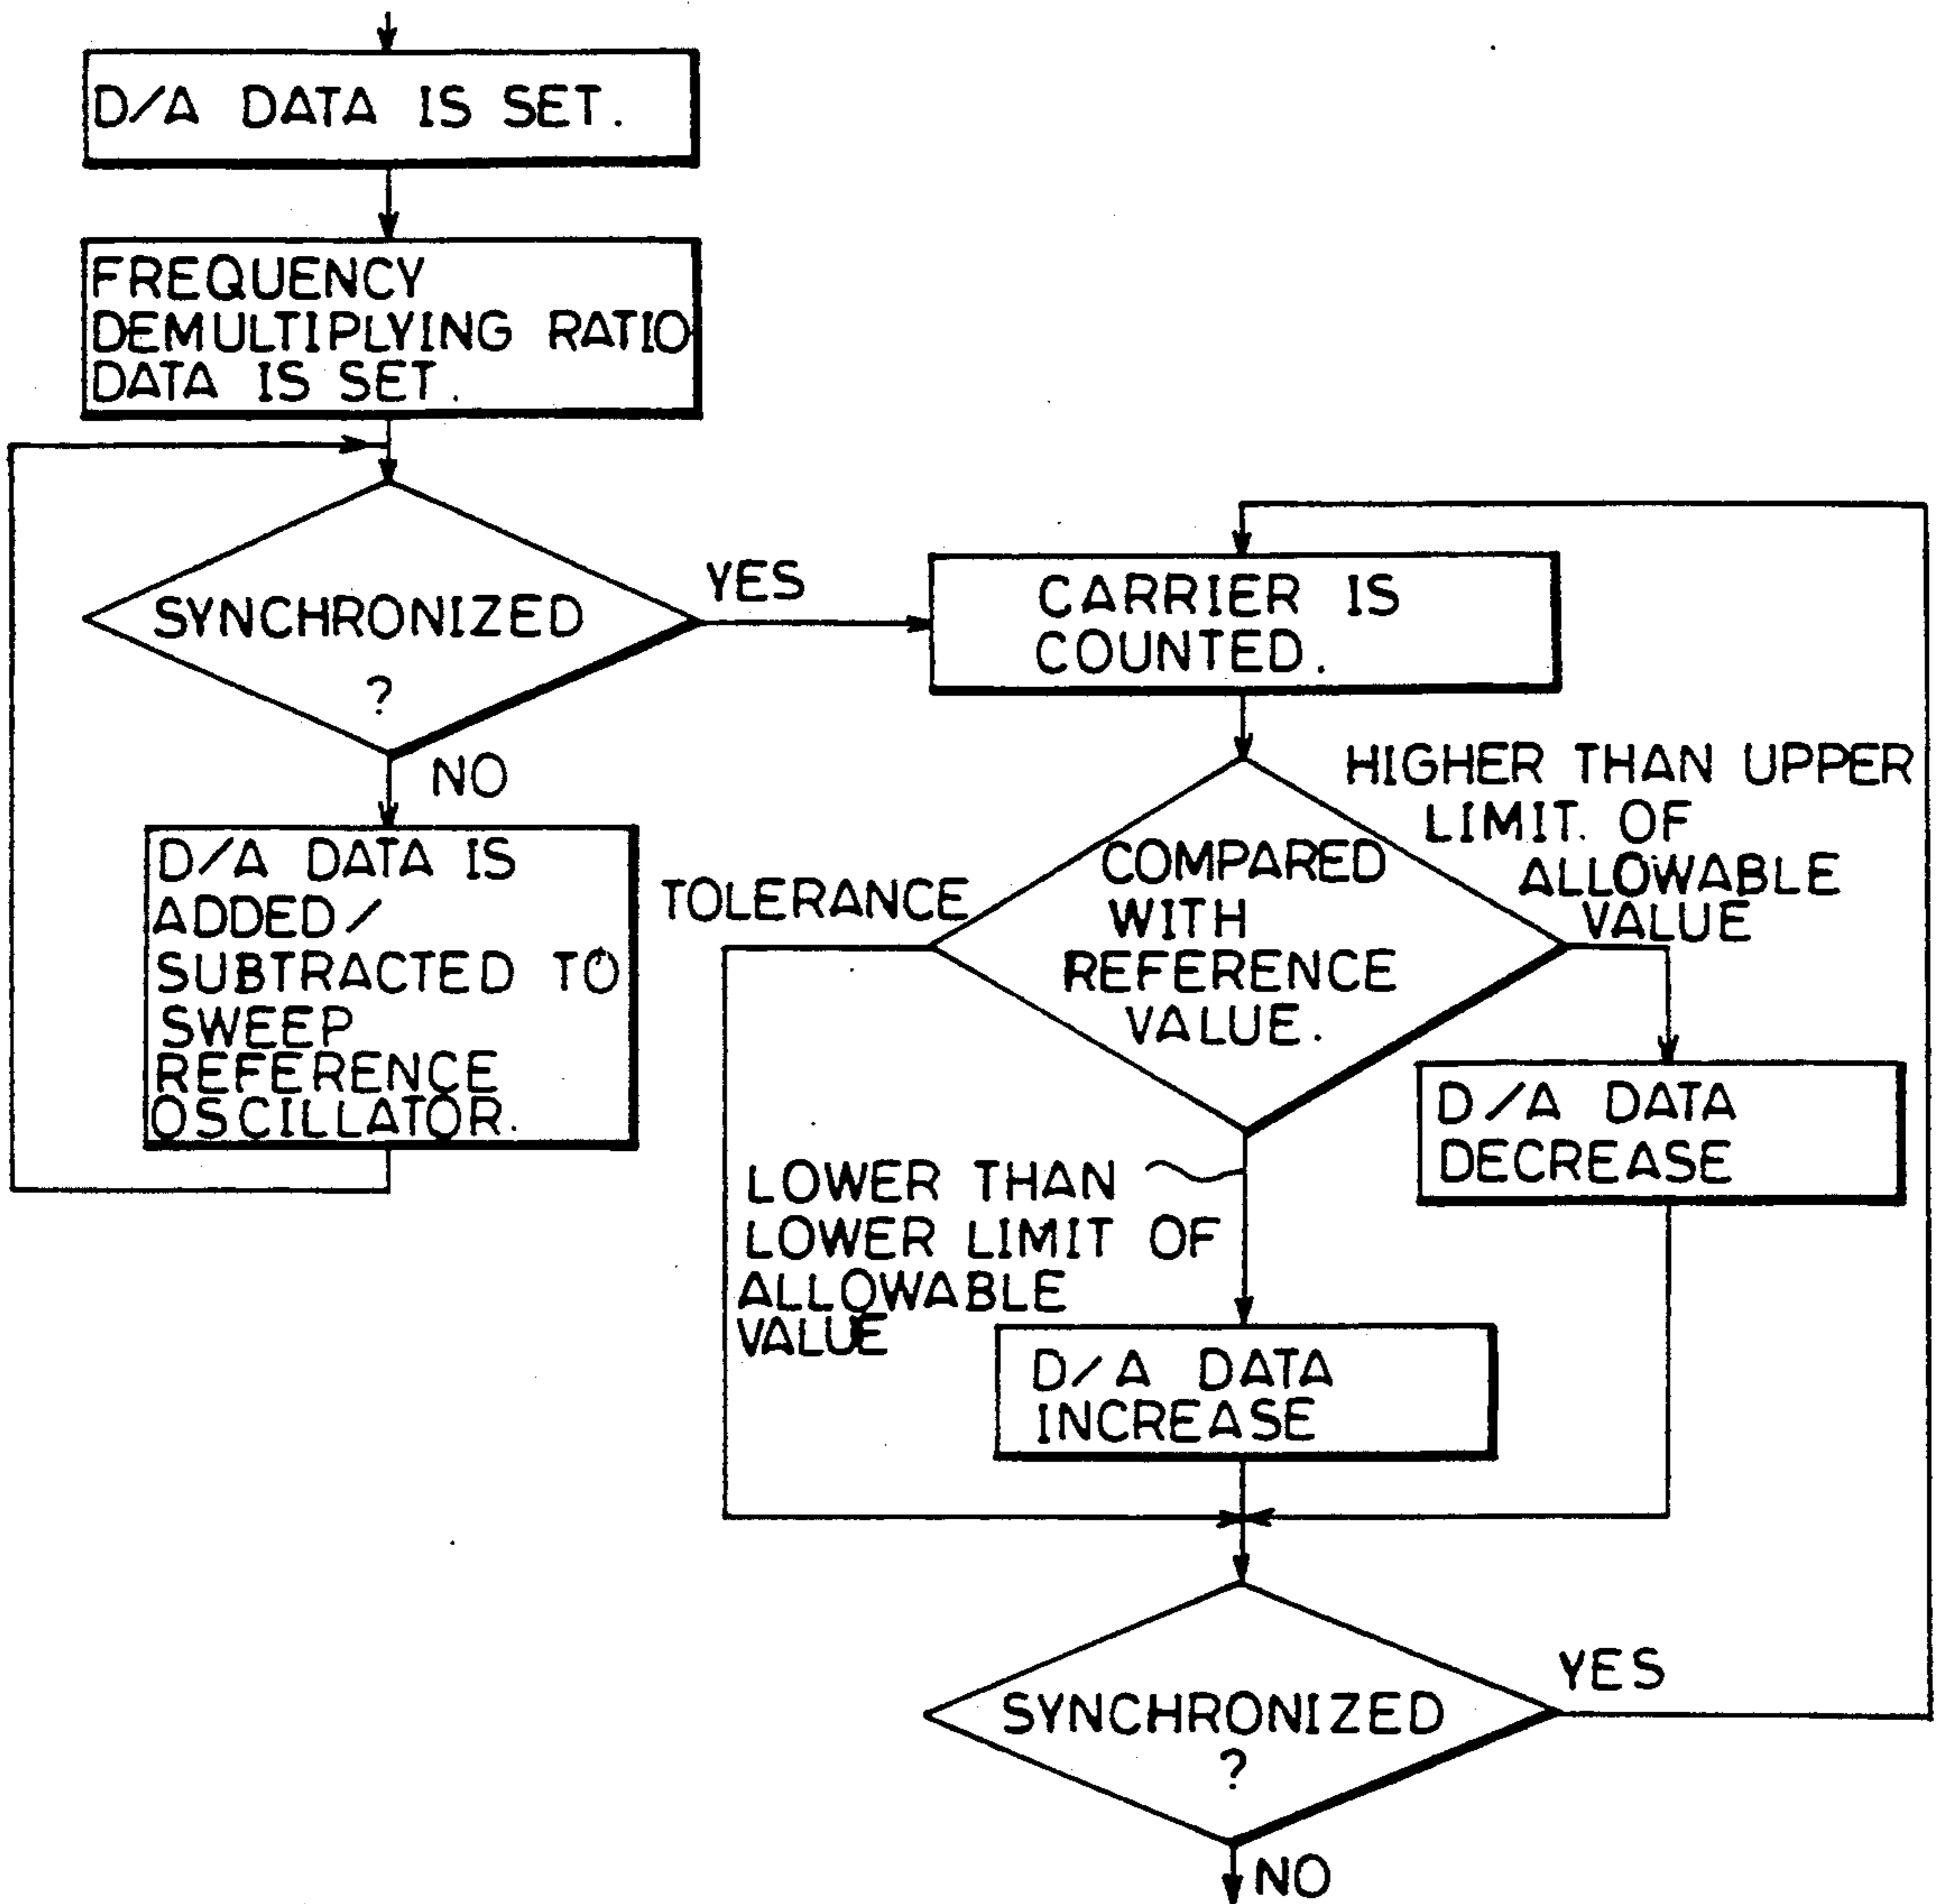 D/A DATA IS SET.
FREQUENCY
DEMULTIPLYING RATIO
DATA IS SET.
SYNCHRONIZED
?
YES
NO
D/A DATA IS
ADDED/
SUBTRACTED TO
SWEEP
REFERENCE
OSCILLATOR.
CARRIER IS
COUNTED.
COMPARED
WITH
REFERENCE
VALUE.
TOLERANCE
HIGHER THAN UPPER
LIMIT. OF
ALLOWABLE
VALUE
D/A DATA
DECREASE
LOWER THAN
LOWER LIMIT OF
ALLOWABLE
VALUE
D/A DATA
INCREASE
SYNCHRONIZED
?
YES
NO